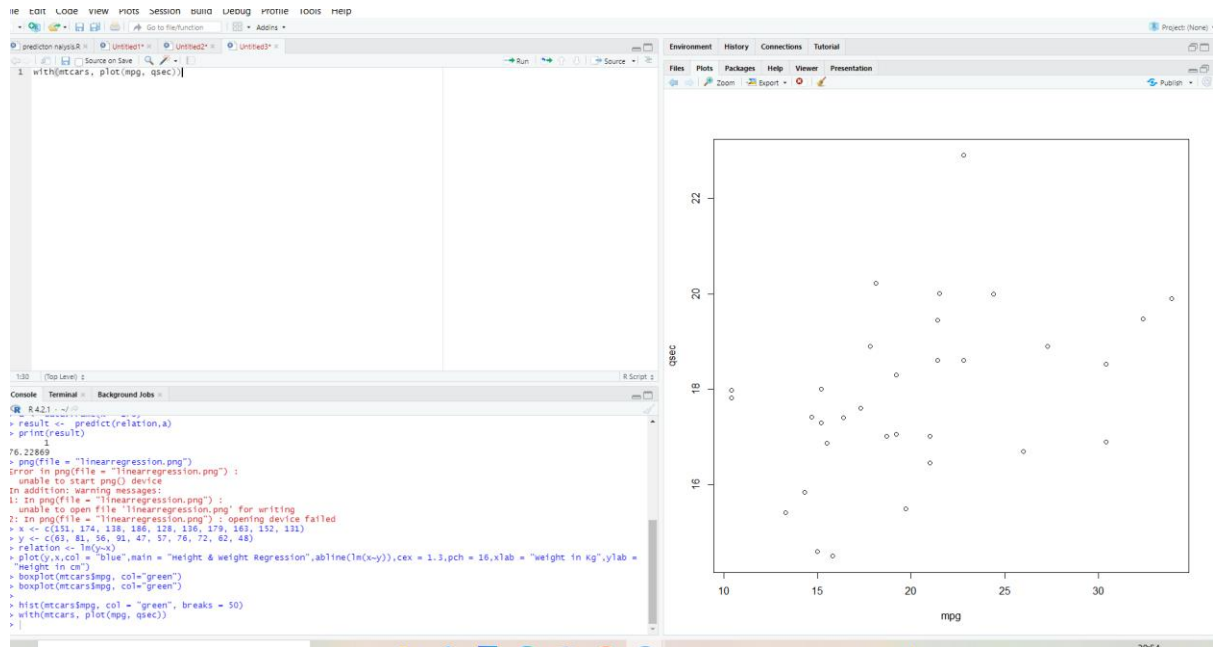 Edit Code View Plots Session Build Debug Profile Tools Help
Go to file/function Addins Project: (None)
prediction naiysis.R × Untitled1* × Untitled2* × Untitled3* ×
Source on Save Run Source
1 with(mtcars, plot(mpg, qsec))
1:30 (Top Level) R Script
Console Terminal × Background Jobs ×
R 4.2.1 · ~/
> result <- predict(relation,a)
> print(result)
1
76.22869
> png(file = "linearregression.png")
Error in png(file = "linearregression.png") :
unable to start png() device
In addition: Warning messages:
1: In png(file = "linearregression.png") :
unable to open file 'linearregression.png' for writing
2: In png(file = "linearregression.png") : opening device failed
> x <- c(151, 174, 138, 186, 128, 136, 179, 163, 152, 131)
> y <- c(63, 81, 56, 91, 47, 57, 76, 72, 62, 48)
> relation <- lm(y~x)
> plot(y,x,col = "blue",main = "Height & Weight Regression",abline(lm(x~y)),cex = 1.3,pch = 16,xlab = "Weight in Kg",ylab =
"Height in cm")
> boxplot(mtcars$mpg, col="green")
> boxplot(mtcars$mpg, col="green")
>
> hist(mtcars$mpg, col = "green", breaks = 50)
> with(mtcars, plot(mpg, qsec))
>
Environment History Connections Tutorial
Files Plots Packages Help Viewer Presentation
Zoom Export Publish
22
20
18
16
qsec
10 15 20 25 30
mpg